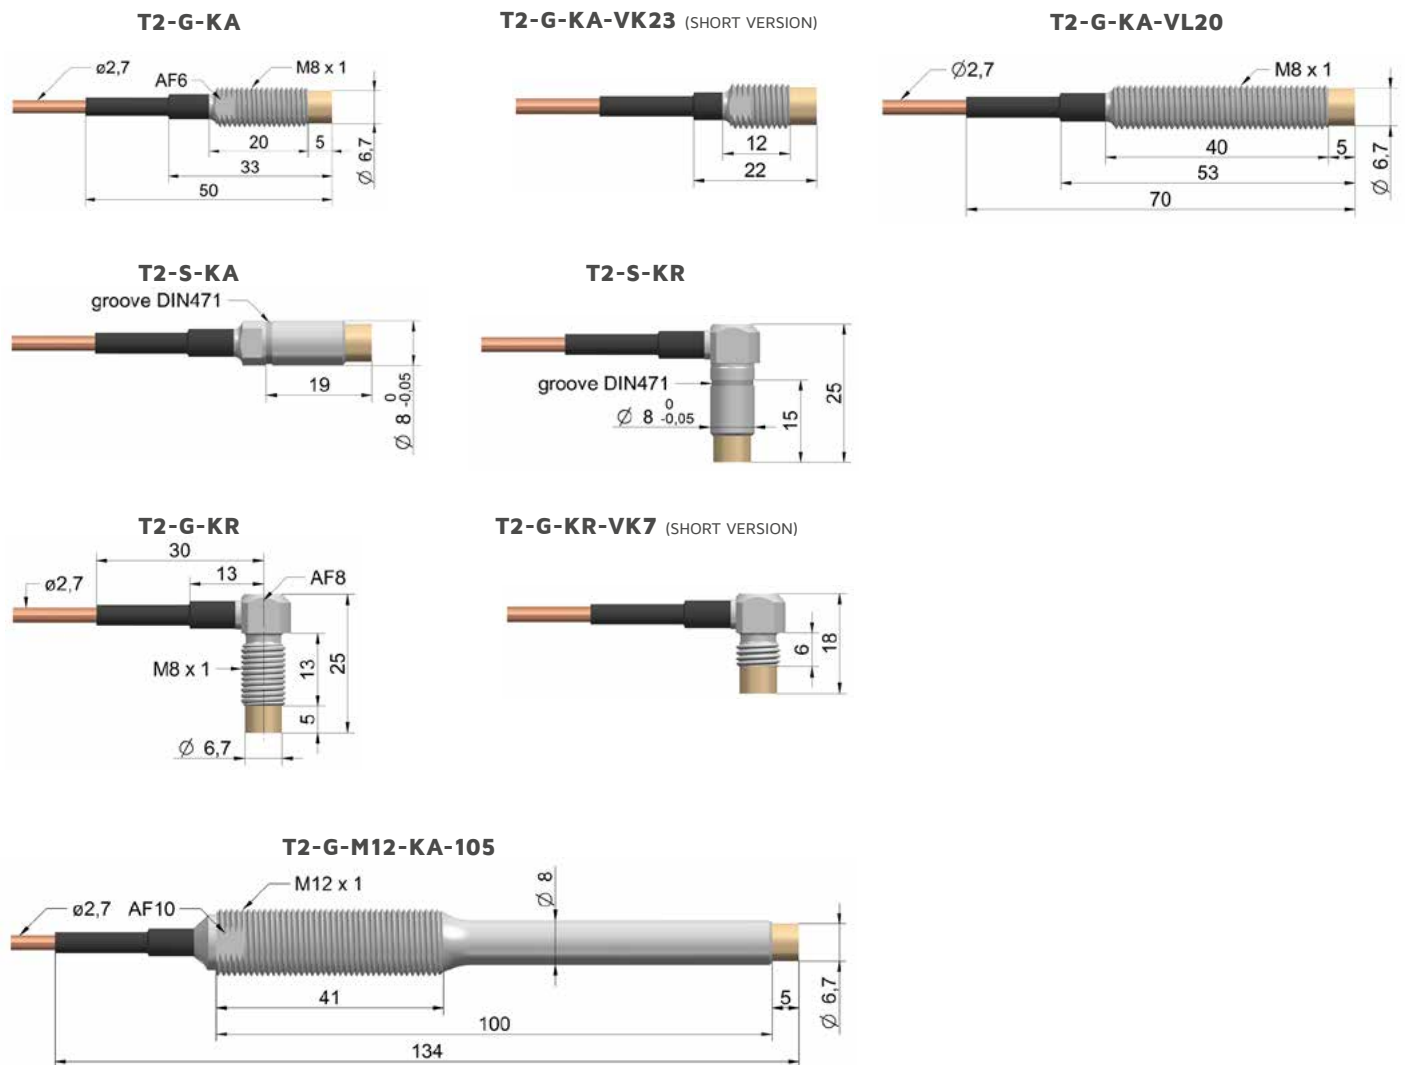 T2-G-KA
ø2,7
AF6
M8 x 1
20
5
33
50
Ø 6,7
T2-G-KA-VK23 (SHORT VERSION)
12
22
T2-G-KA-VL20
Ø2,7
M8 x 1
40
5
53
70
Ø 6,7
T2-S-KA
groove DIN471
19
Ø 8 0 -0,05
T2-S-KR
groove DIN471
Ø 8 0 -0,05
15
25
T2-G-KR
30
13
ø2,7
AF8
M8 x 1
13
25
5
Ø 6,7
T2-G-KR-VK7 (SHORT VERSION)
6
18
T2-G-M12-KA-105
M12 x 1
ø2,7
AF10
Ø 8
41
5
100
134
Ø 6,7